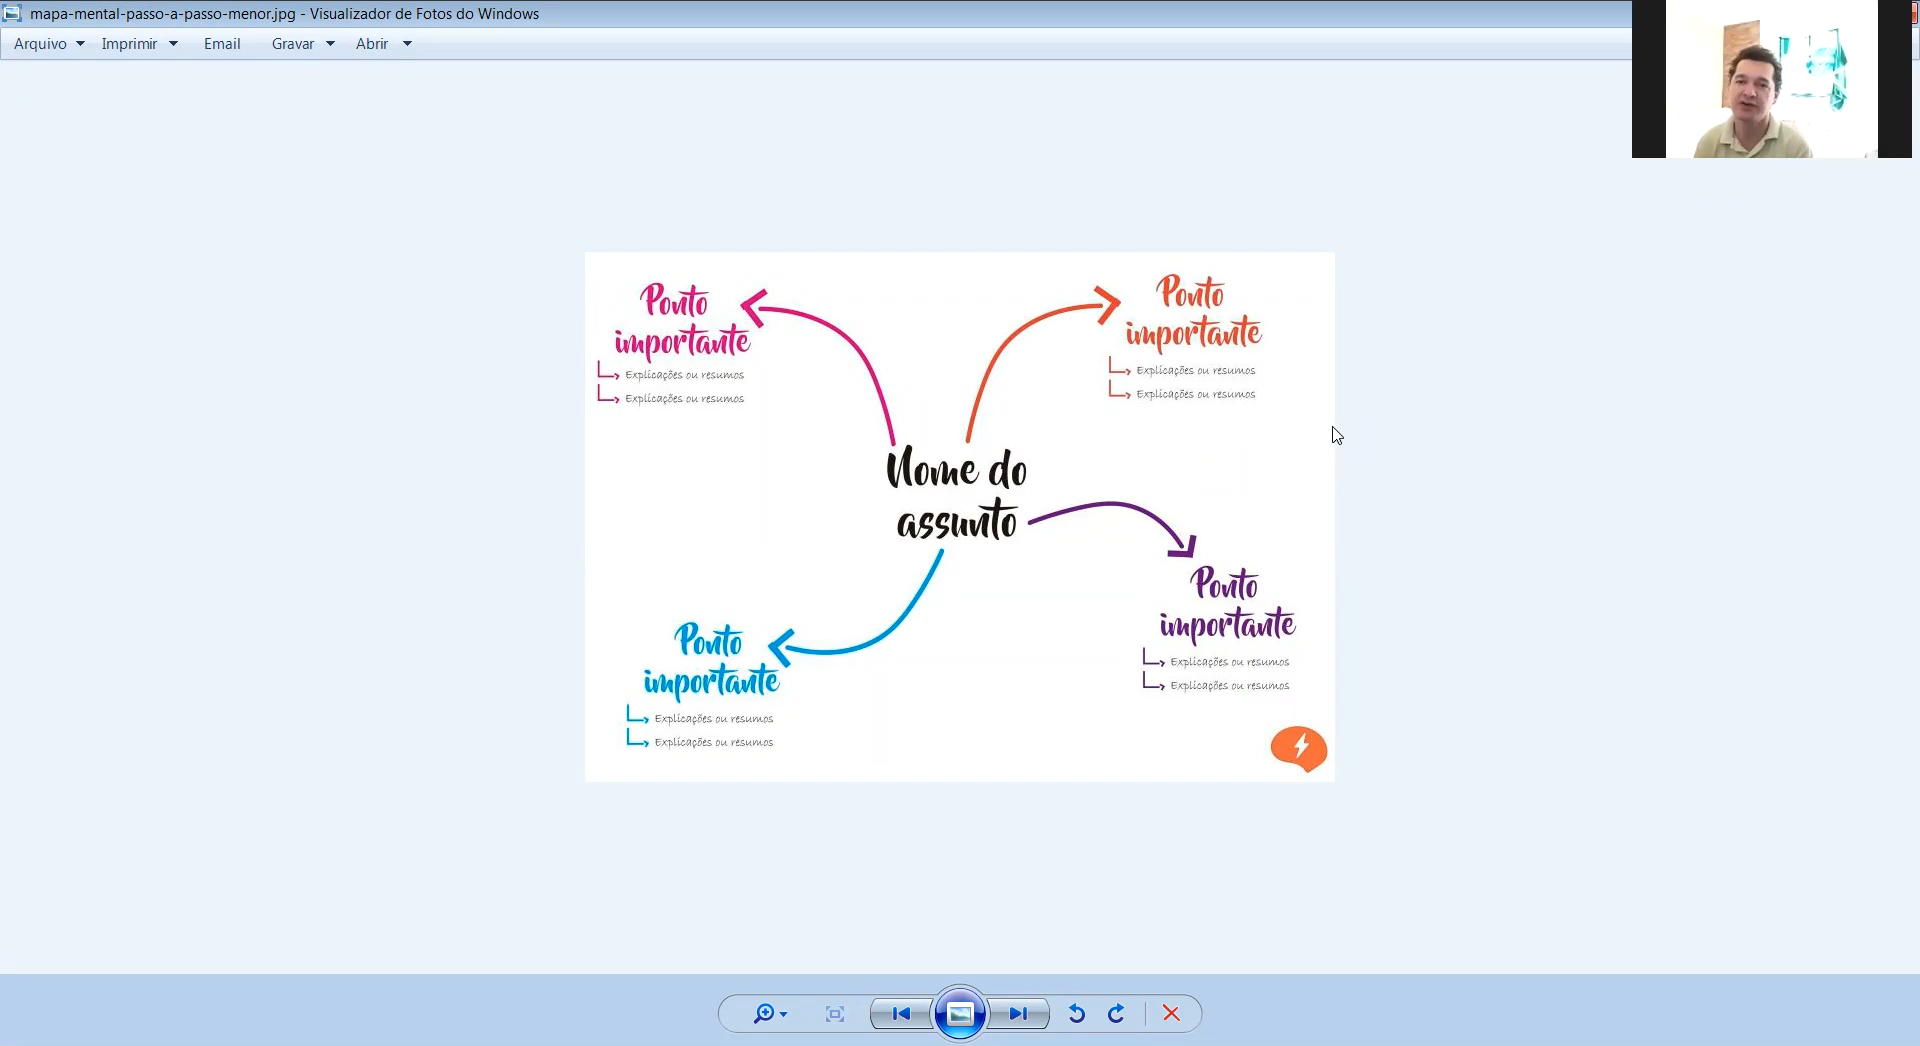 mapa-mental-passo-a-passo-menor.jpg - Visualizador de Fotos do Windows
Arquivo Imprimir Email Gravar Abrir
Ponto
importante
Explicações ou resumos
Explicações ou resumos
Ponto
importante
Explicações ou resumos
Explicações ou resumos
Nome do
assunto
Ponto
importante
Explicações ou resumos
Explicações ou resumos
Ponto
importante
Explicações ou resumos
Explicações ou resumos